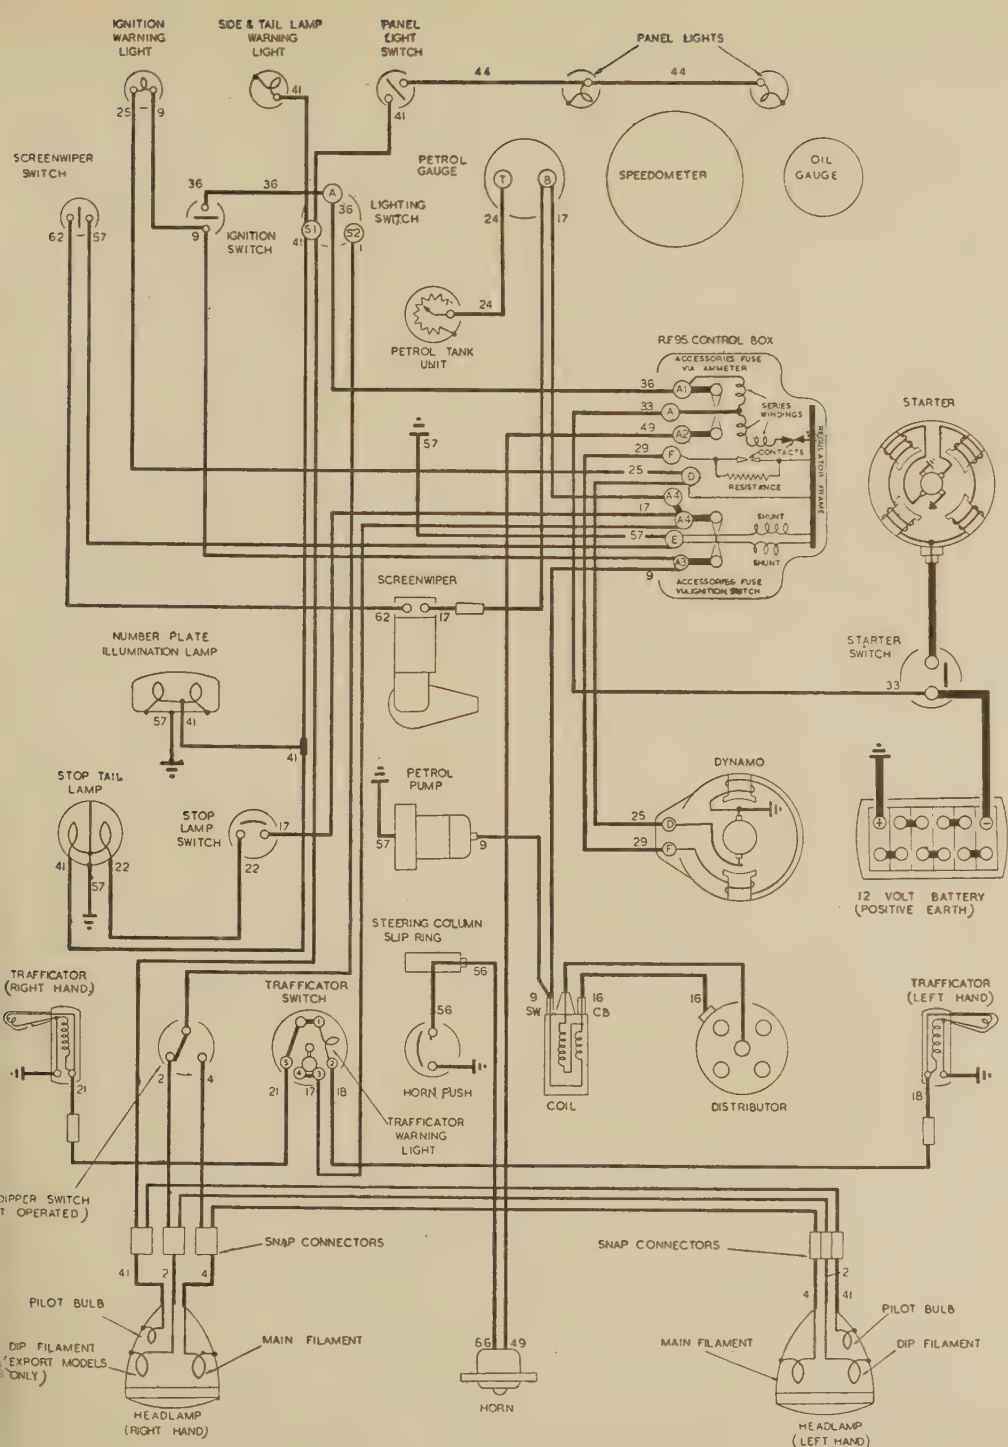 IGNITION
WARNING
LIGHT
SIDE & TAIL LAMP
WARNING
LIGHT
PANEL
LIGHT
SWITCH
PANEL LIGHTS
44
44
41
25
9
41
SCREENWIPER
SWITCH
36
36
A
36
LIGHTING
SWITCH
PETROL
GAUGE
T
B
SPEEDOMETER
OIL
GAUGE
62
57
9
IGNITION
SWITCH
41
S1
S2
1
24
17
24
PETROL TANK
UNIT
R.F 95. CONTROL BOX
ACCESSORIES FUSE
VIA AMMETER
36
A1
33
A
SERIES
WINDINGS
49
A2
29
F
CONTACTS
25
D
RESISTANCE
A4
17
A4
SHUNT
57
E
SHUNT
A3
9
ACCESSORIES FUSE
VIA IGNITION SWITCH
REGULATOR FRAME
57
STARTER
SCREENWIPER
62
17
STARTER
SWITCH
33
NUMBER PLATE
ILLUMINATION LAMP
57
41
41
STOP TAIL
LAMP
41
22
57
STOP
LAMP
SWITCH
17
22
PETROL
PUMP
57
9
DYNAMO
25
D
29
F
+
-
12 VOLT BATTERY
(POSITIVE EARTH)
STEERING COLUMN
SLIP RING
56
56
HORN PUSH
TRAFFICATOR
(RIGHT HAND)
21
2
4
TRAFFICATOR
SWITCH
1
5
4
3
2
21
17
18
TRAFFICATOR
WARNING
LIGHT
9
SW
16
CB
COIL
16
DISTRIBUTOR
TRAFFICATOR
(LEFT HAND)
18
DIPPER SWITCH
T OPERATED)
SNAP CONNECTORS
SNAP CONNECTORS
41
2
4
4
2
41
PILOT BULB
DIP FILAMENT
(EXPORT MODELS
ONLY)
MAIN FILAMENT
HEADLAMP
(RIGHT HAND)
56
49
HORN
MAIN FILAMENT
PILOT BULB
DIP FILAMENT
HEADLAMP
(LEFT HAND)